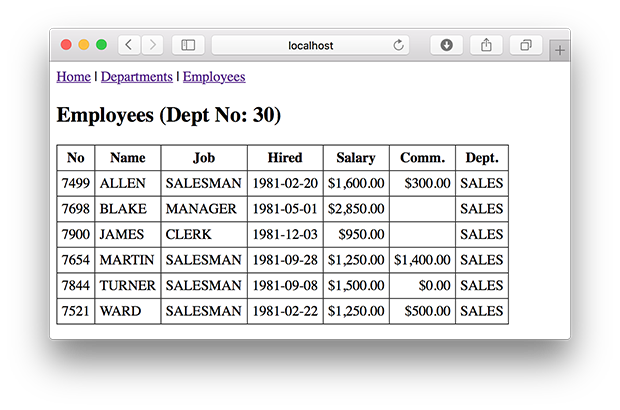 localhost
Home | Departments | Employees
Employees (Dept No: 30)
No Name Job Hired Salary Comm. Dept.
7499 ALLEN SALESMAN 1981-02-20 $1,600.00 $300.00 SALES
7698 BLAKE MANAGER 1981-05-01 $2,850.00 SALES
7900 JAMES CLERK 1981-12-03 $950.00 SALES
7654 MARTIN SALESMAN 1981-09-28 $1,250.00 $1,400.00 SALES
7844 TURNER SALESMAN 1981-09-08 $1,500.00 $0.00 SALES
7521 WARD SALESMAN 1981-02-22 $1,250.00 $500.00 SALES